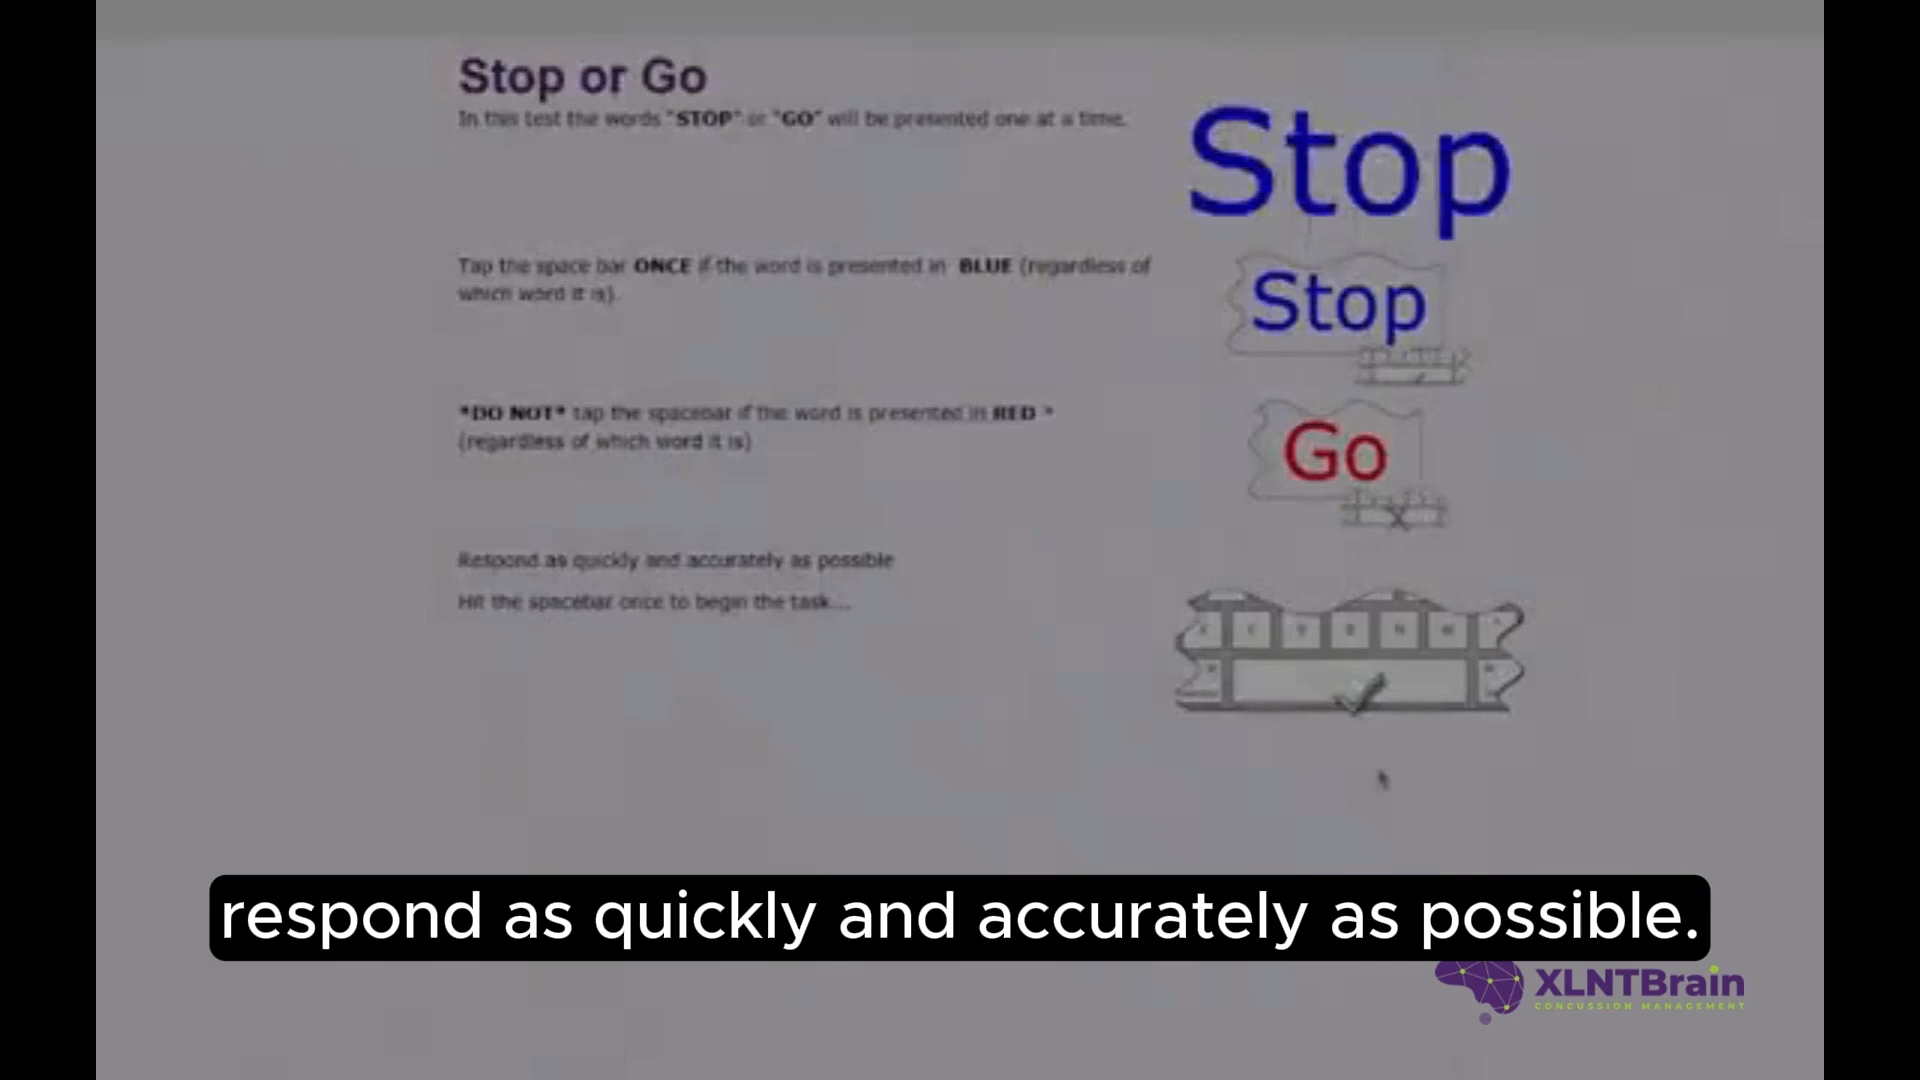 Stop or Go
In this test the words "STOP" or "GO" will be presented one at a time.
Stop
Tap the space bar ONCE if the word is presented in BLUE (regardless of
which word it is).
Stop
*DO NOT* tap the spacebar if the word is presented in RED *
(regardless of which word it is)
Go
Respond as quickly and accurately as possible
Hit the spacebar once to begin the task...
respond as quickly and accurately as possible.
XLNTBrain
CONCUSSION MANAGEMENT